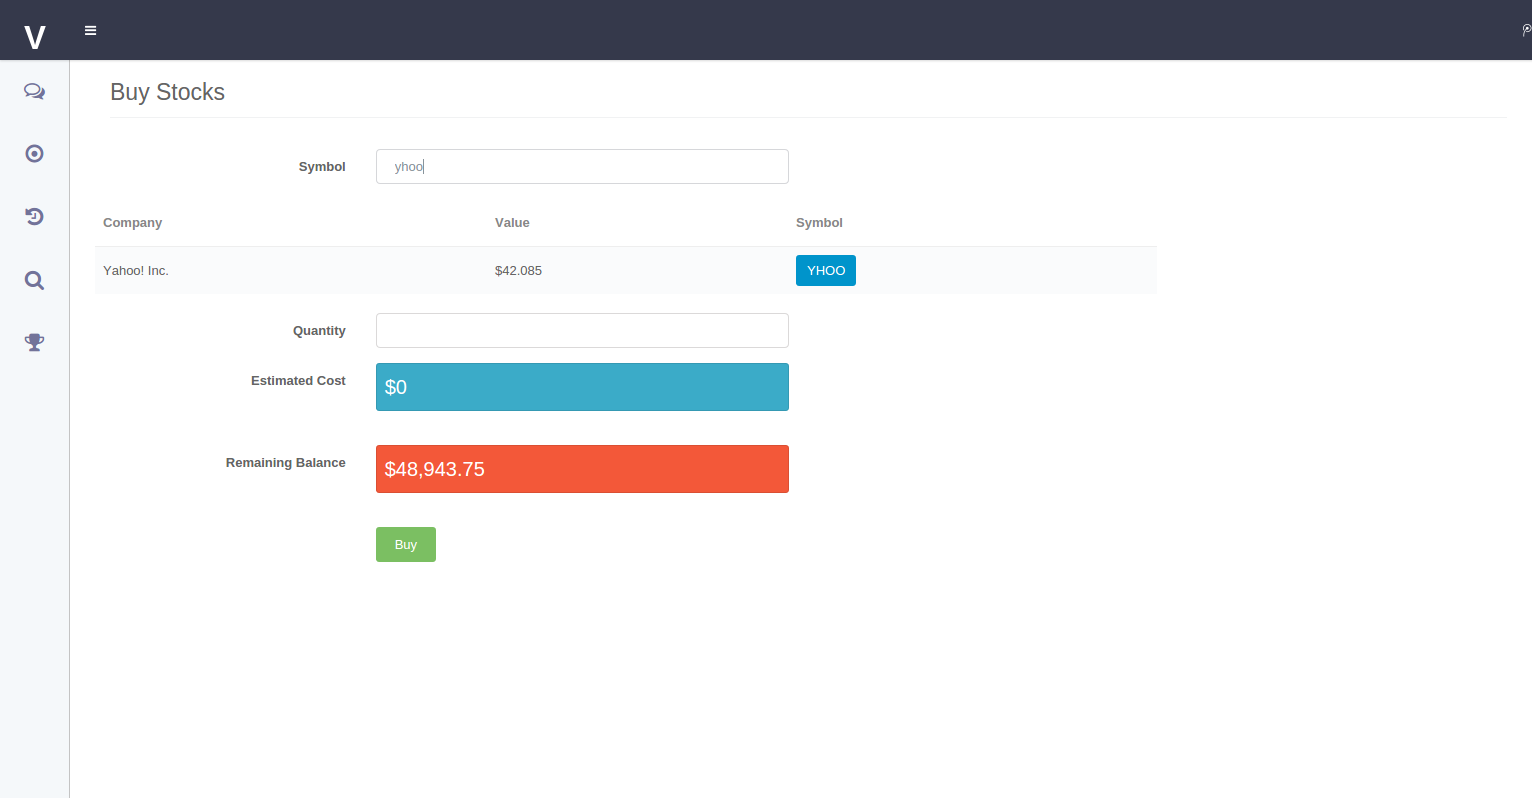 V
Buy Stocks
Symbol yhoo
Company Value Symbol
Yahoo! Inc. $42.085 YHOO
Quantity
Estimated Cost $0
Remaining Balance $48,943.75
Buy